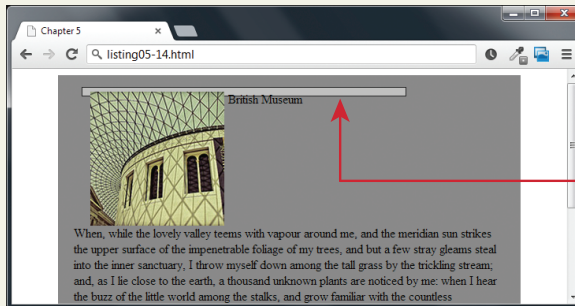 Chapter 5
listing05-14.html
British Museum
When, while the lovely valley teems with vapour around me, and the meridian sun strikes
the upper surface of the impenetrable foliage of my trees, and but a few stray gleams steal
into the inner sanctuary, I throw myself down among the tall grass by the trickling stream;
and, as I lie close to the earth, a thousand unknown plants are noticed by me: when I hear
the buzz of the little world among the stalks, and grow familiar with the countless